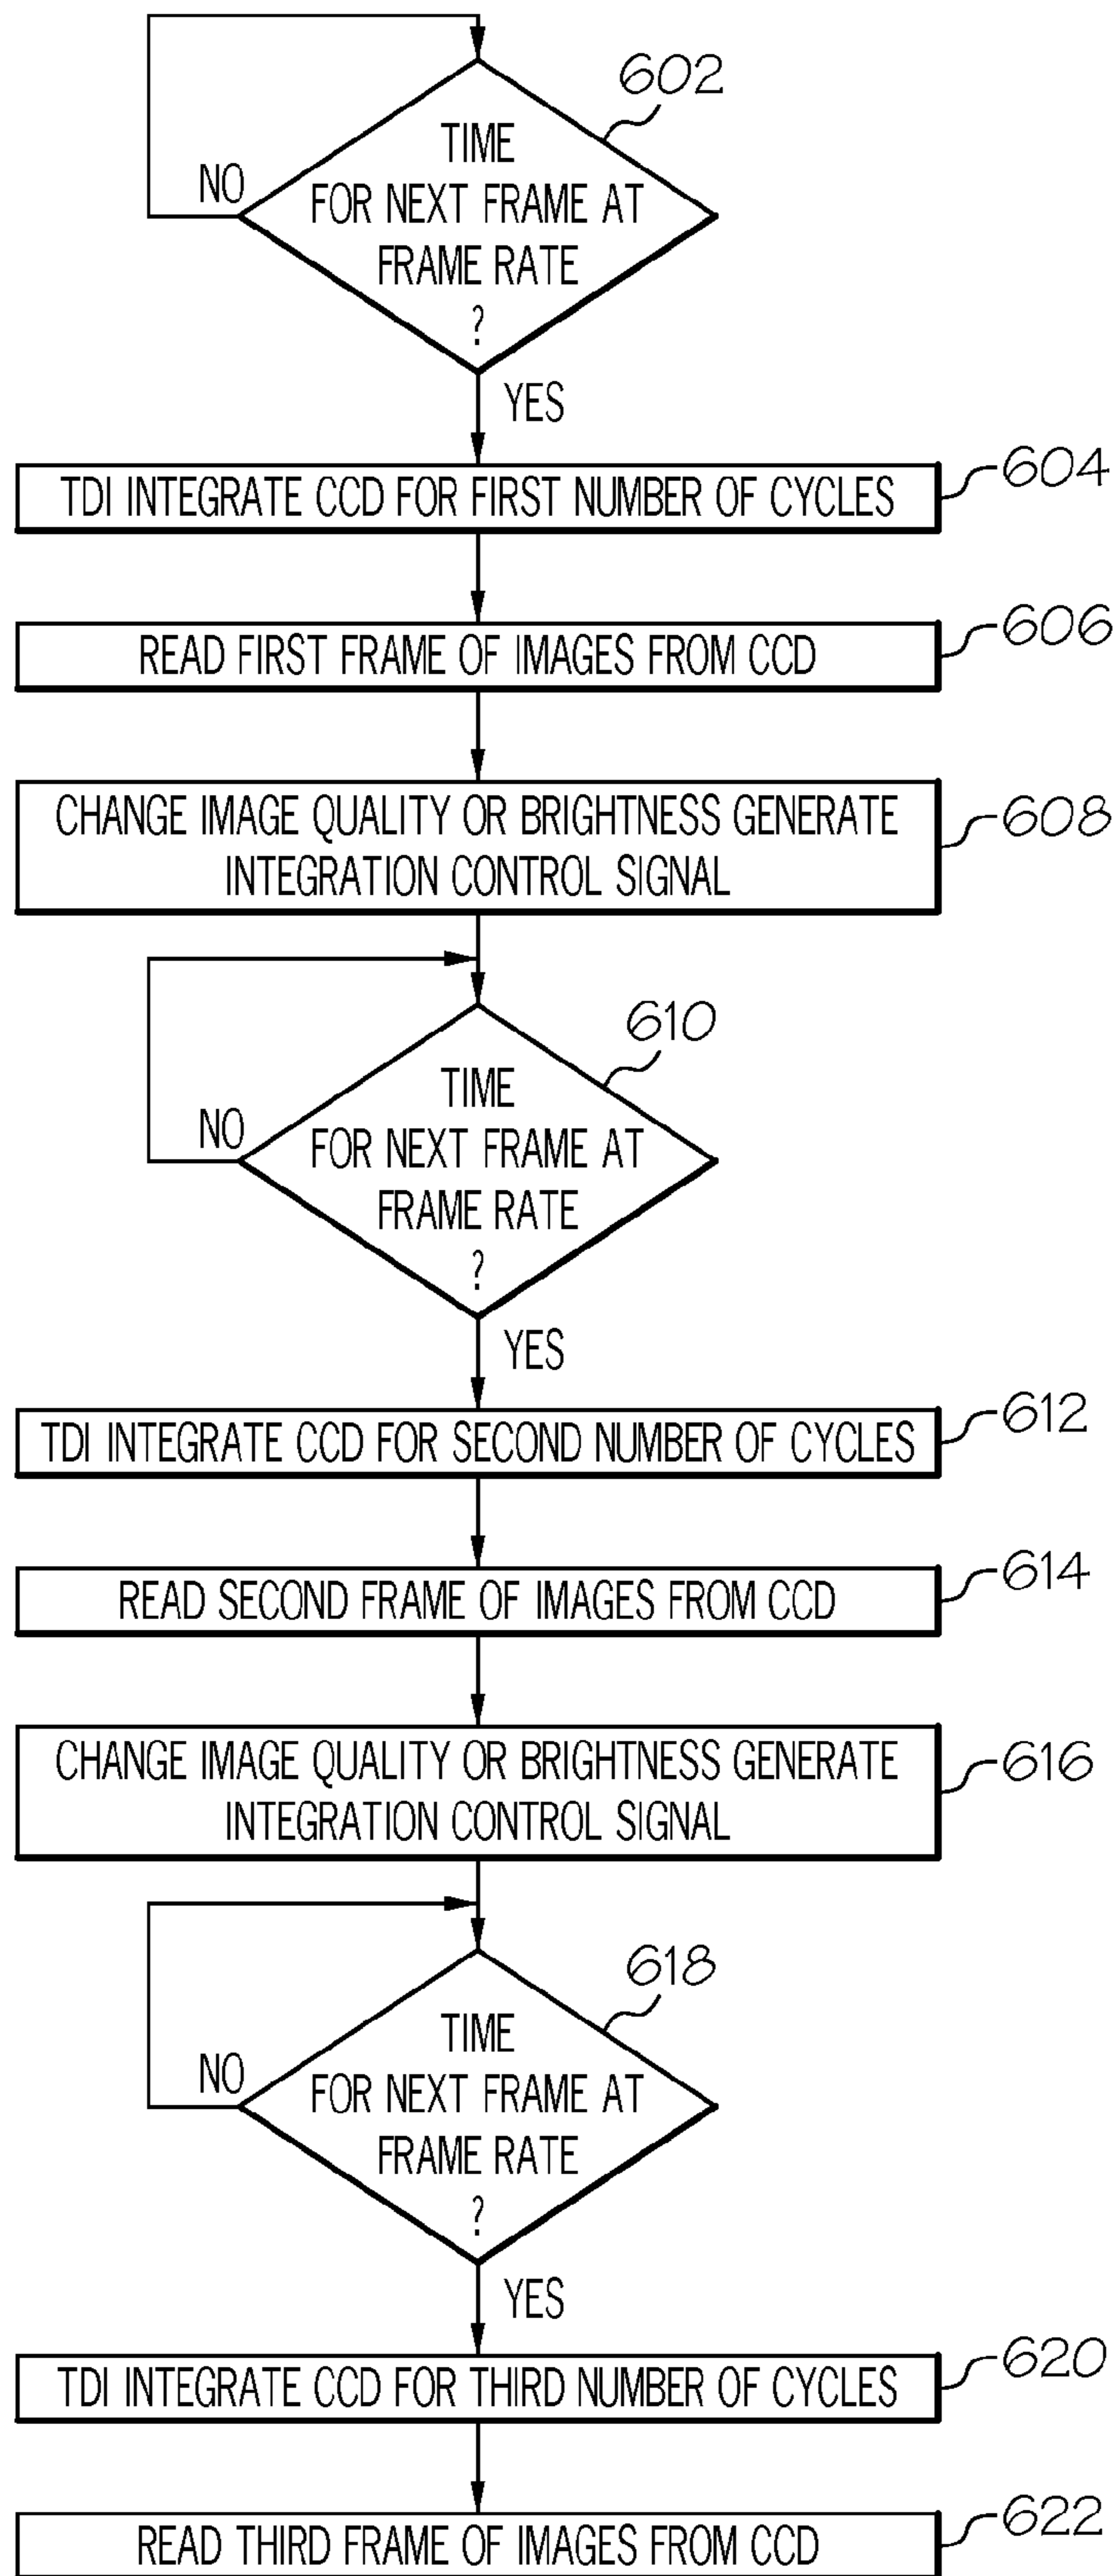 602
TIME
FOR NEXT FRAME AT
FRAME RATE
?
NO
YES
TDI INTEGRATE CCD FOR FIRST NUMBER OF CYCLES
604
READ FIRST FRAME OF IMAGES FROM CCD
606
CHANGE IMAGE QUALITY OR BRIGHTNESS GENERATE
INTEGRATION CONTROL SIGNAL
608
610
TIME
FOR NEXT FRAME AT
FRAME RATE
?
NO
YES
TDI INTEGRATE CCD FOR SECOND NUMBER OF CYCLES
612
READ SECOND FRAME OF IMAGES FROM CCD
614
CHANGE IMAGE QUALITY OR BRIGHTNESS GENERATE
INTEGRATION CONTROL SIGNAL
616
618
TIME
FOR NEXT FRAME AT
FRAME RATE
?
NO
YES
TDI INTEGRATE CCD FOR THIRD NUMBER OF CYCLES
620
READ THIRD FRAME OF IMAGES FROM CCD
622